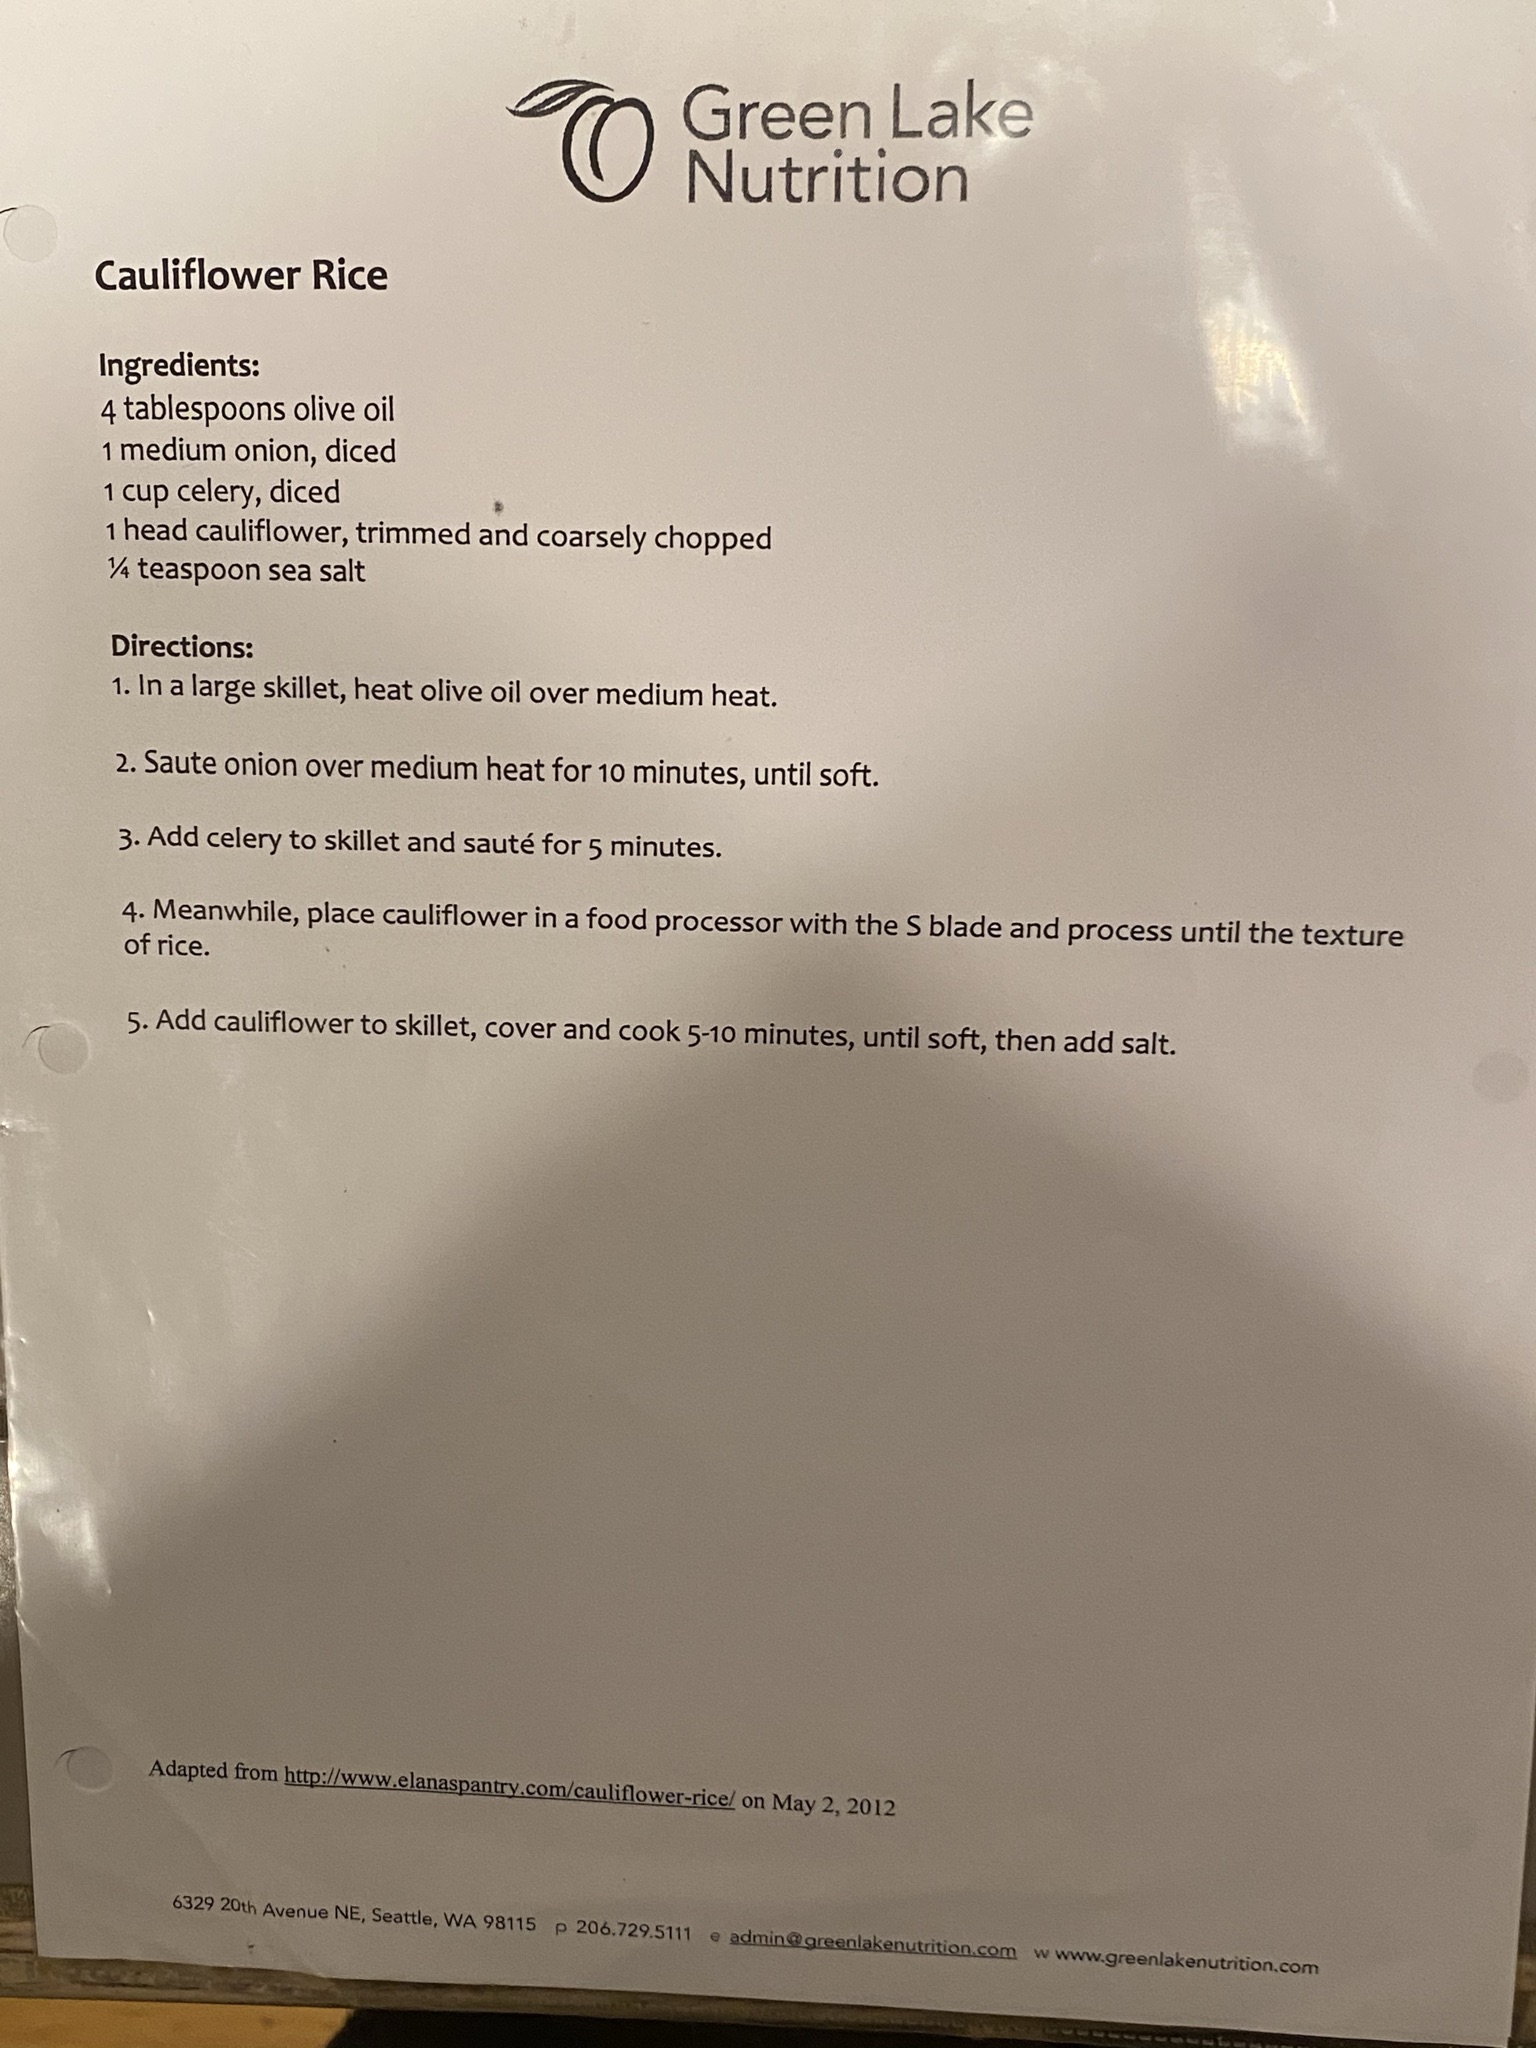 Green Lake
Nutrition
Cauliflower Rice
Ingredients:
4 tablespoons olive oil
1 medium onion, diced
1 cup celery, diced
1 head cauliflower, trimmed and coarsely chopped
¼ teaspoon sea salt
Directions:
1. In a large skillet, heat olive oil over medium heat.
2. Saute onion over medium heat for 10 minutes, until soft.
3. Add celery to skillet and sauté for 5 minutes.
4. Meanwhile, place cauliflower in a food processor with the S blade and process until the texture
of rice.
5. Add cauliflower to skillet, cover and cook 5-10 minutes, until soft, then add salt.
Adapted from http://www.elanaspantry.com/cauliflower-rice/ on May 2, 2012
6329 20th Avenue NE, Seattle, WA 98115 p 206.729.5111 e admin@greenlakenutrition.com w www.greenlakenutrition.com